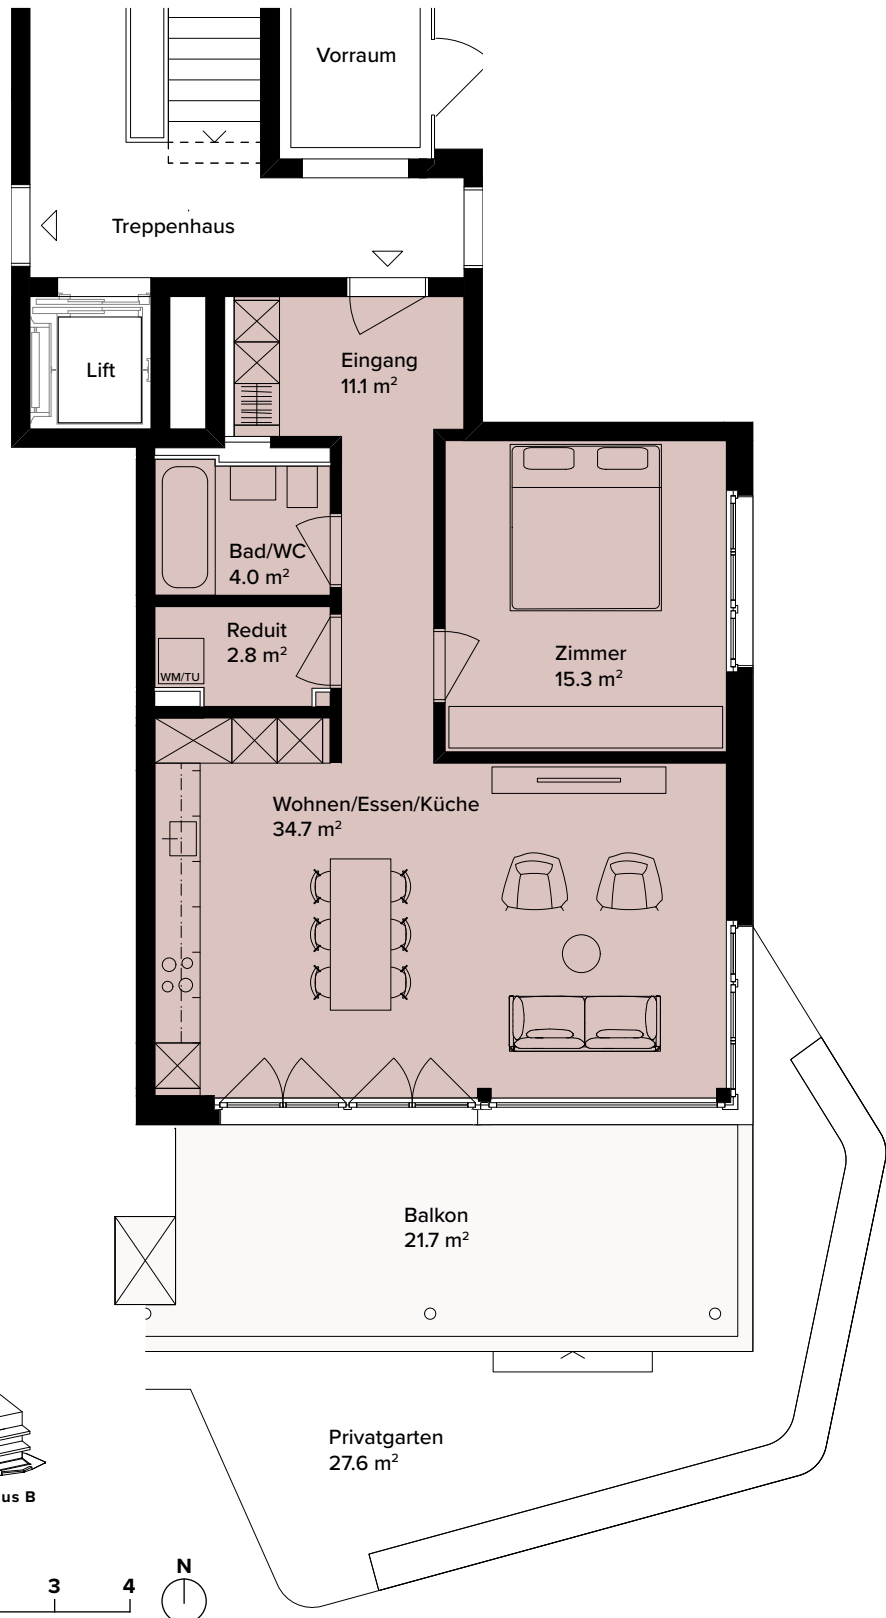 Vorraum
Treppenhaus
Lift
Eingang
11.1 m²
Bad/WC
4.0 m²
Reduit
2.8 m²
WM/TU
Zimmer
15.3 m²
Wohnen/Essen/Küche
34.7 m²
Balkon
21.7 m²
Privatgarten
27.6 m²
us B
N
3 4